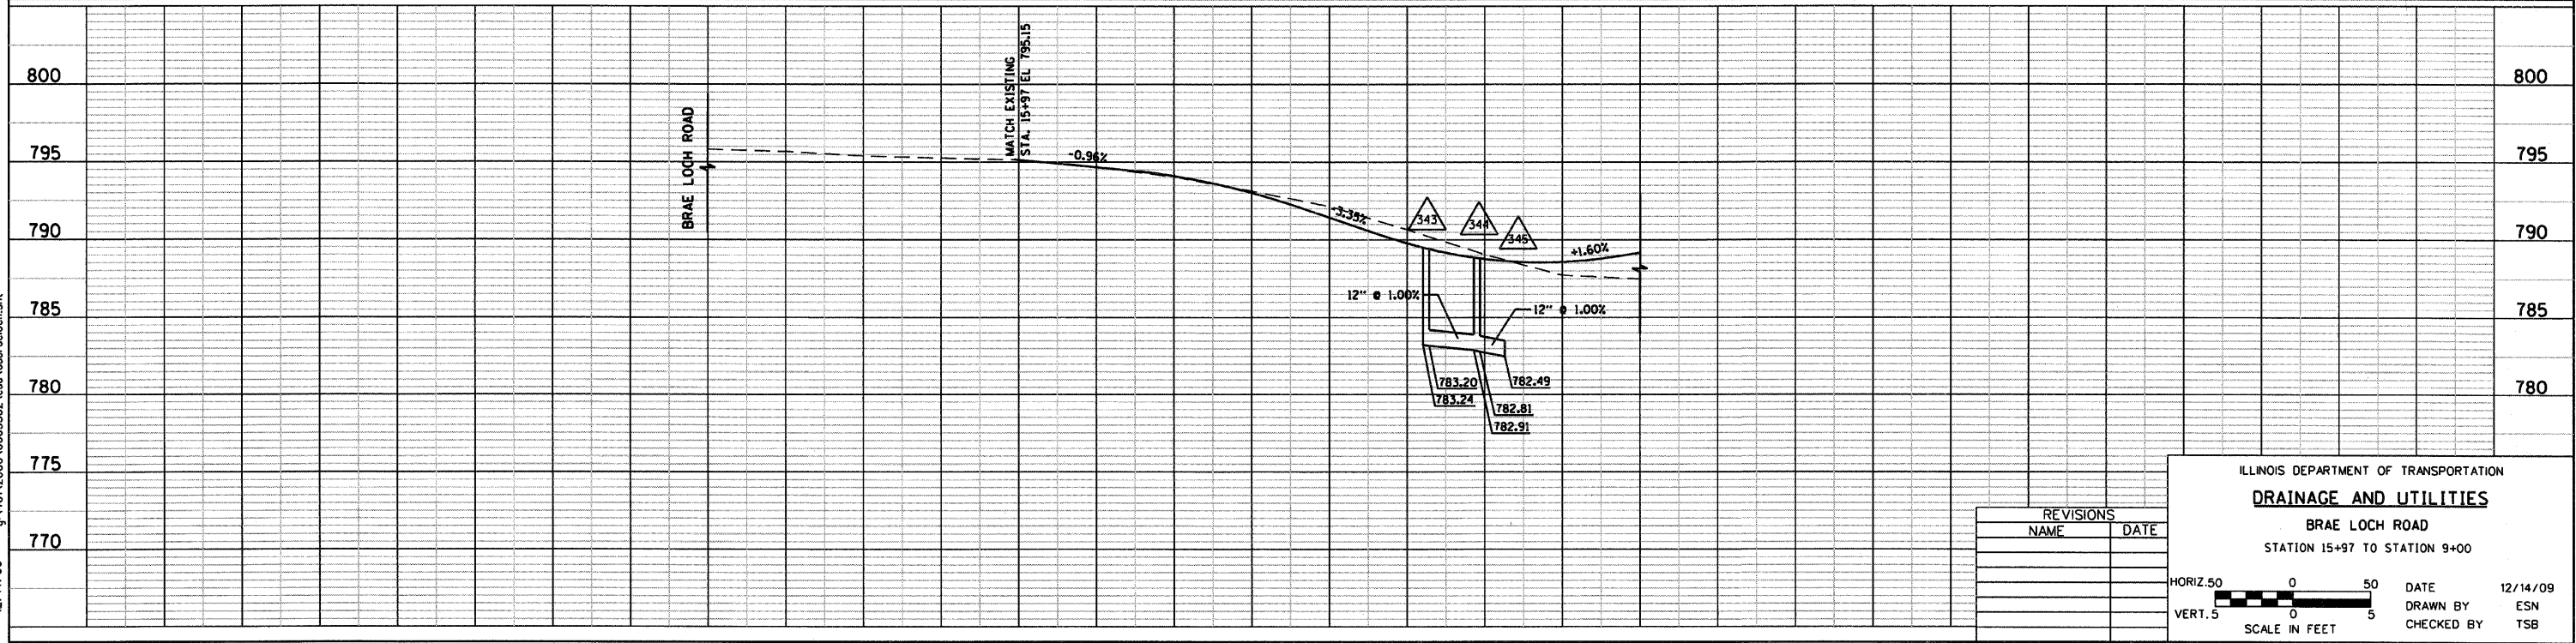 800
795
790
785
780
775
770
BRAE LOCH ROAD
MATCH EXISTING
STA. 15+97 EL 795.15
-0.96%
-3.35%
343
344
345
+1.60%
12" @ 1.00%
12" @ 1.00%
783.20
783.24
782.49
782.81
782.91
800
795
790
785
780
REVISIONS
NAME DATE
ILLINOIS DEPARTMENT OF TRANSPORTATION
DRAINAGE AND UTILITIES
BRAE LOCH ROAD
STATION 15+97 TO STATION 9+00
HORIZ.50 0 50
VERT.5 0 5
SCALE IN FEET
DATE 12/14/09
DRAWN BY ESN
CHECKED BY TSB